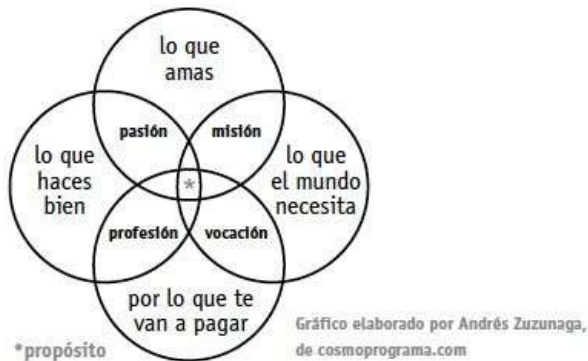 lo que
amas
pasión
misión
lo que
haces
bien
lo que
el mundo
necesita
*
profesión
vocación
por lo que te
van a pagar
*propósito
Gráfico elaborado por Andrés Zuzunaga,
de cosmoprograma.com